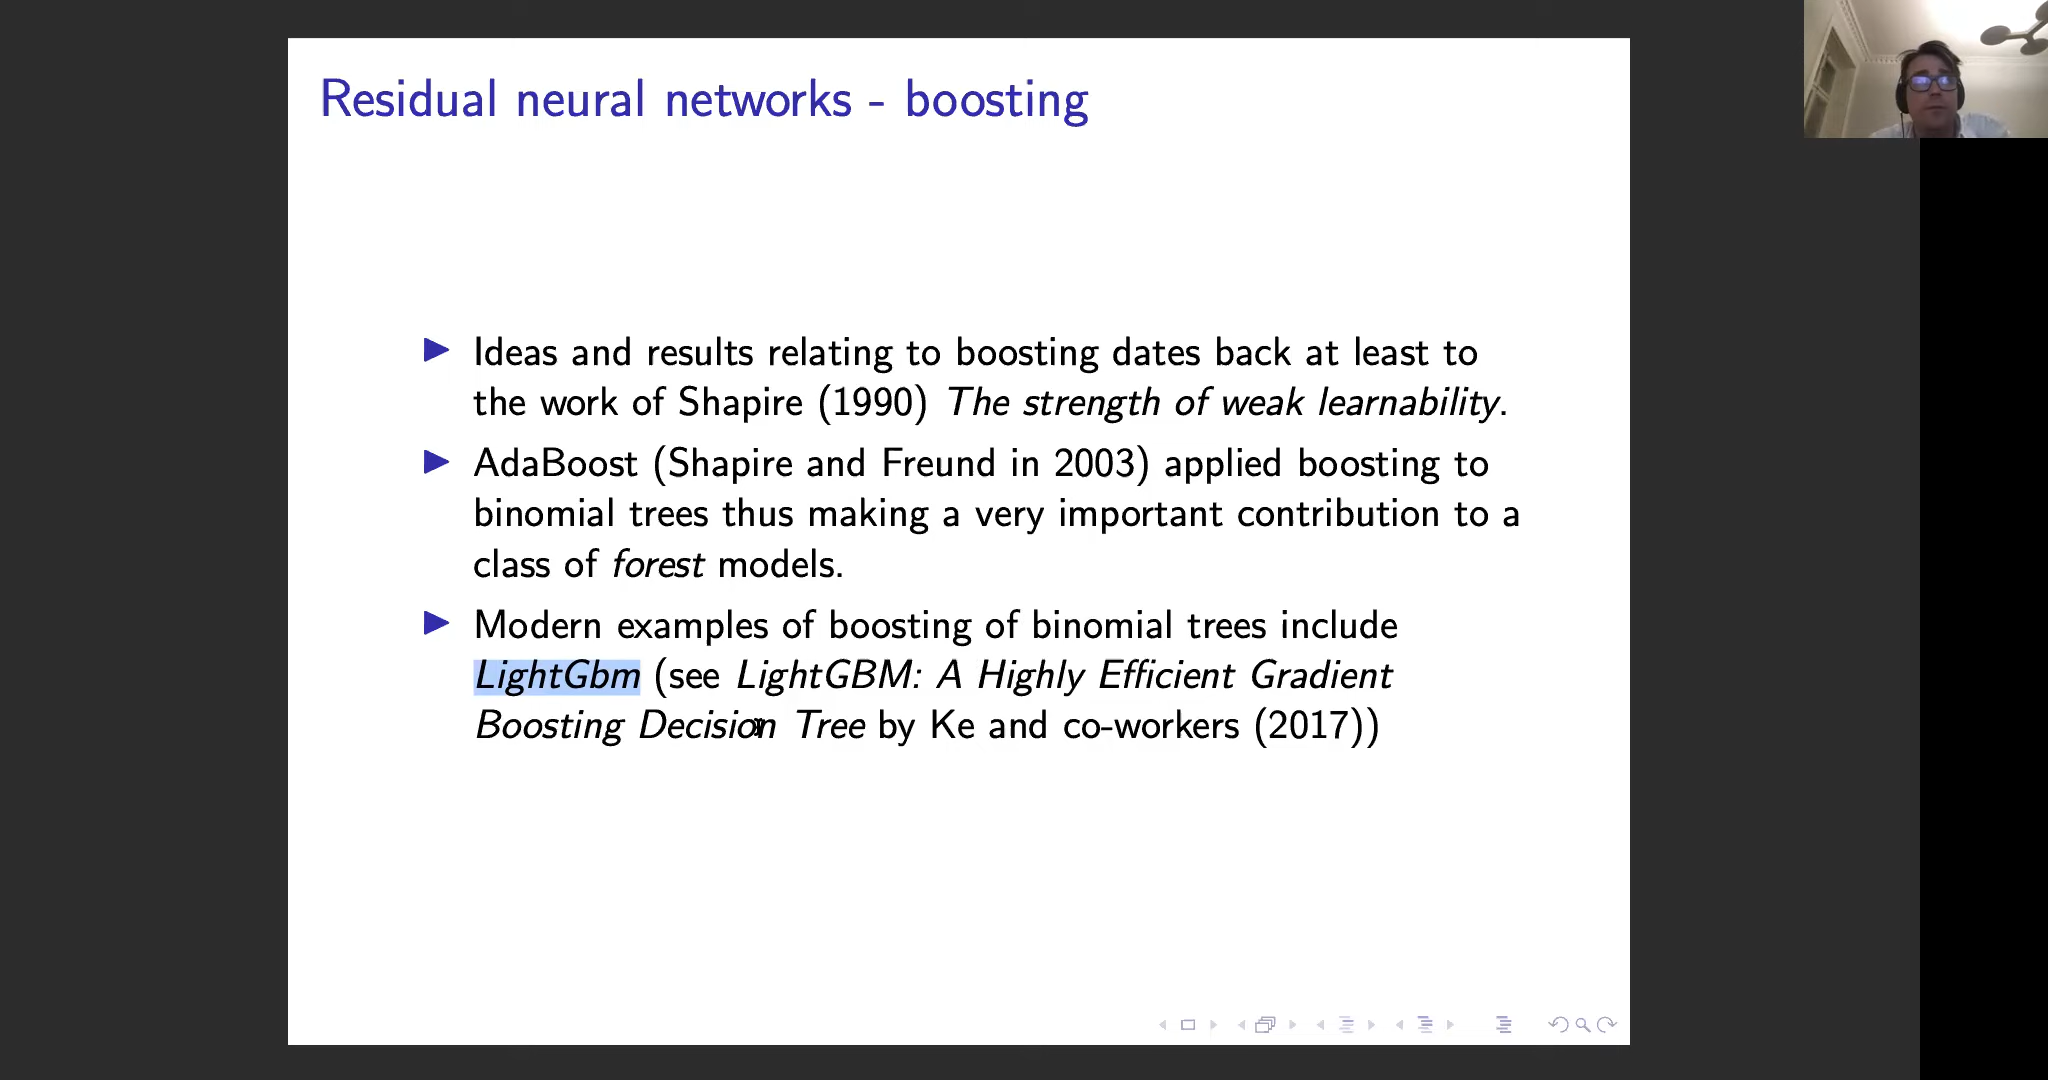 Residual neural networks - boosting
Ideas and results relating to boosting dates back at least to
the work of Shapire (1990) The strength of weak learnability.
AdaBoost (Shapire and Freund in 2003) applied boosting to
binomial trees thus making a very important contribution to a
class of forest models.
Modern examples of boosting of binomial trees include
LightGbm (see LightGBM: A Highly Efficient Gradient
Boosting Decision Tree by Ke and co-workers (2017))